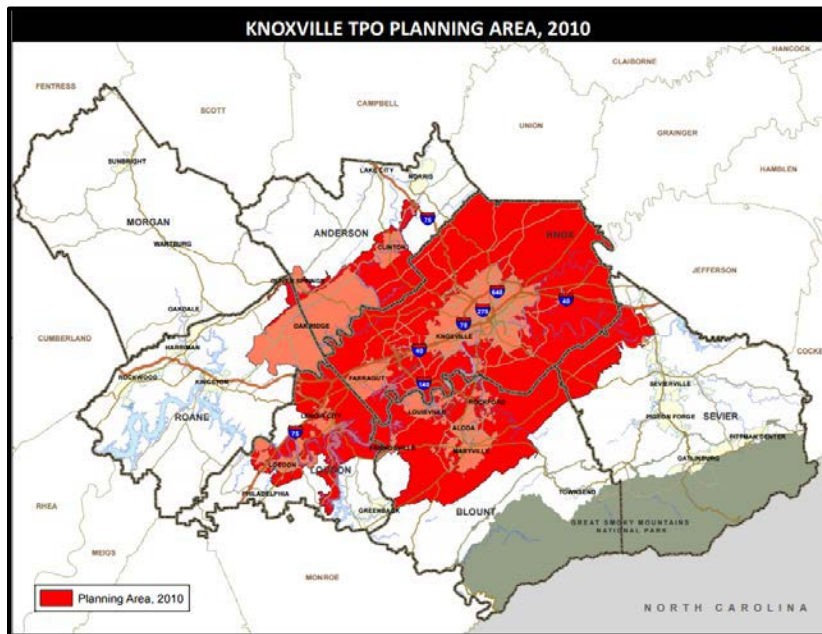 KNOXVILLE TPO PLANNING AREA, 2010
HANCOCK
CLAIBORNE
FENTRESS
SCOTT
CAMPBELL
UNION
GRAINGER
SUNBRIGHT
LAKE CITY
NORRIS
HAMBLEN
MORGAN
75
ANDERSON
KNOX
WARTBURG
CLINTON
JEFFERSON
OLIVER SPRINGS
640
275
40
OAKDALE
OAK RIDGE
75
CUMBERLAND
HARRIMAN
KNOXVILLE
40
COCKE
ROCKWOOD
KINGSTON
FARRAGUT
140
SEVIERVILLE
ROANE
LOUISVILLE
ROCKFORD
PIGEON FORGE
SEVIER
LENOIR CITY
75
ALCOA
PITTMAN CENTER
FRIENDSVILLE
MARYVILLE
GATLINBURG
LOUDON
LOUDON
PHILADELPHIA
TOWNSEND
RHEA
GREENBACK
BLOUNT
GREAT SMOKY MOUNTAINS
NATIONAL PARK
MEIGS
MONROE
Planning Area, 2010
NORTH CAROLINA